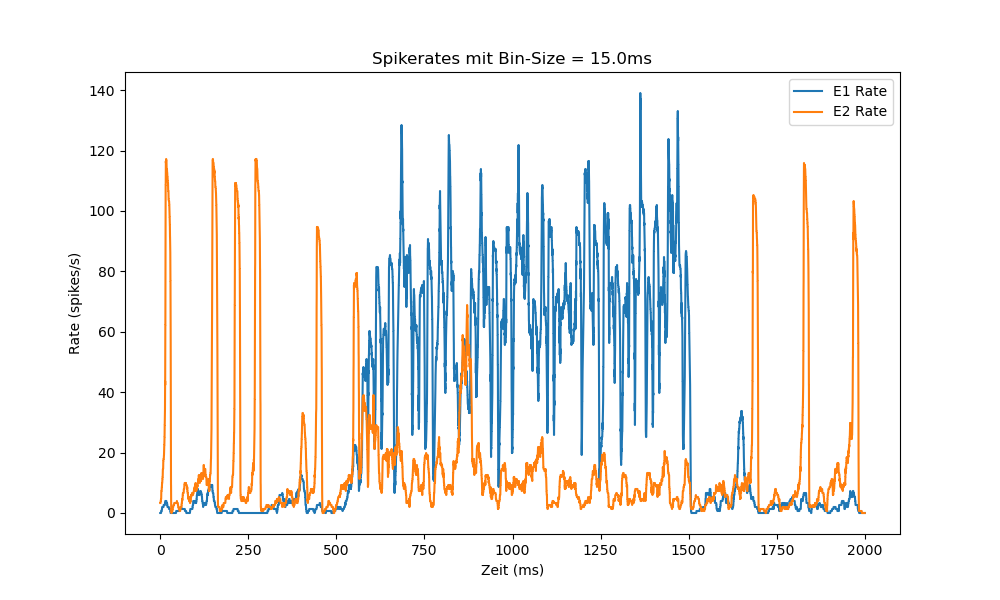 Spikerates mit Bin-Size = 15.0ms
E1 Rate
E2 Rate
140
120
100
80
60
40
20
0
Rate (spikes/s)
0 250 500 750 1000 1250 1500 1750 2000
Zeit (ms)